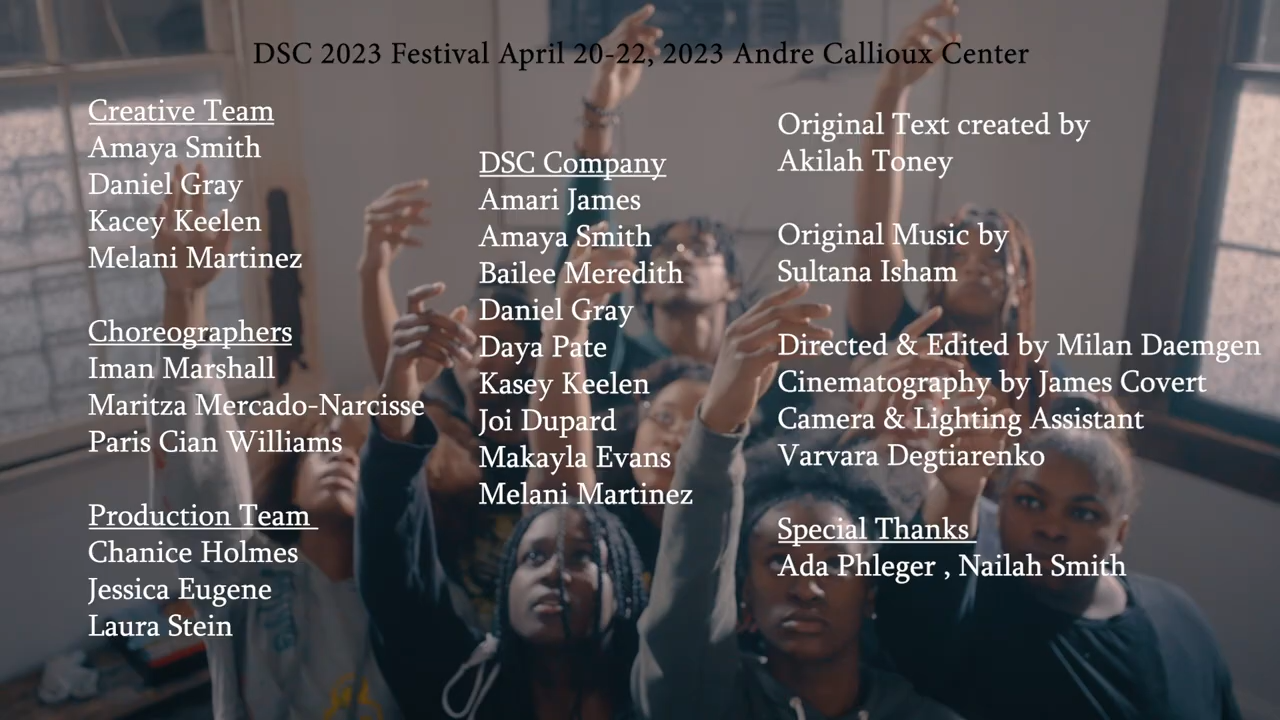 DSC 2023 Festival April 20-22, 2023 Andre Callioux Center
Creative Team
Amaya Smith
Daniel Gray
Kacey Keelen
Melani Martinez
Choreographers
Iman Marshall
Maritza Mercado-Narcisse
Paris Cian Williams
Production Team
Chanice Holmes
Jessica Eugene
Laura Stein
DSC Company
Amari James
Amaya Smith
Bailee Meredith
Daniel Gray
Daya Pate
Kasey Keelen
Joi Dupard
Makayla Evans
Melani Martinez
Original Text created by
Akilah Toney
Original Music by
Sultana Isham
Directed & Edited by Milan Daemgen
Cinematography by James Covert
Camera & Lighting Assistant
Varvara Degtiarenko
Special Thanks
Ada Phleger , Nailah Smith